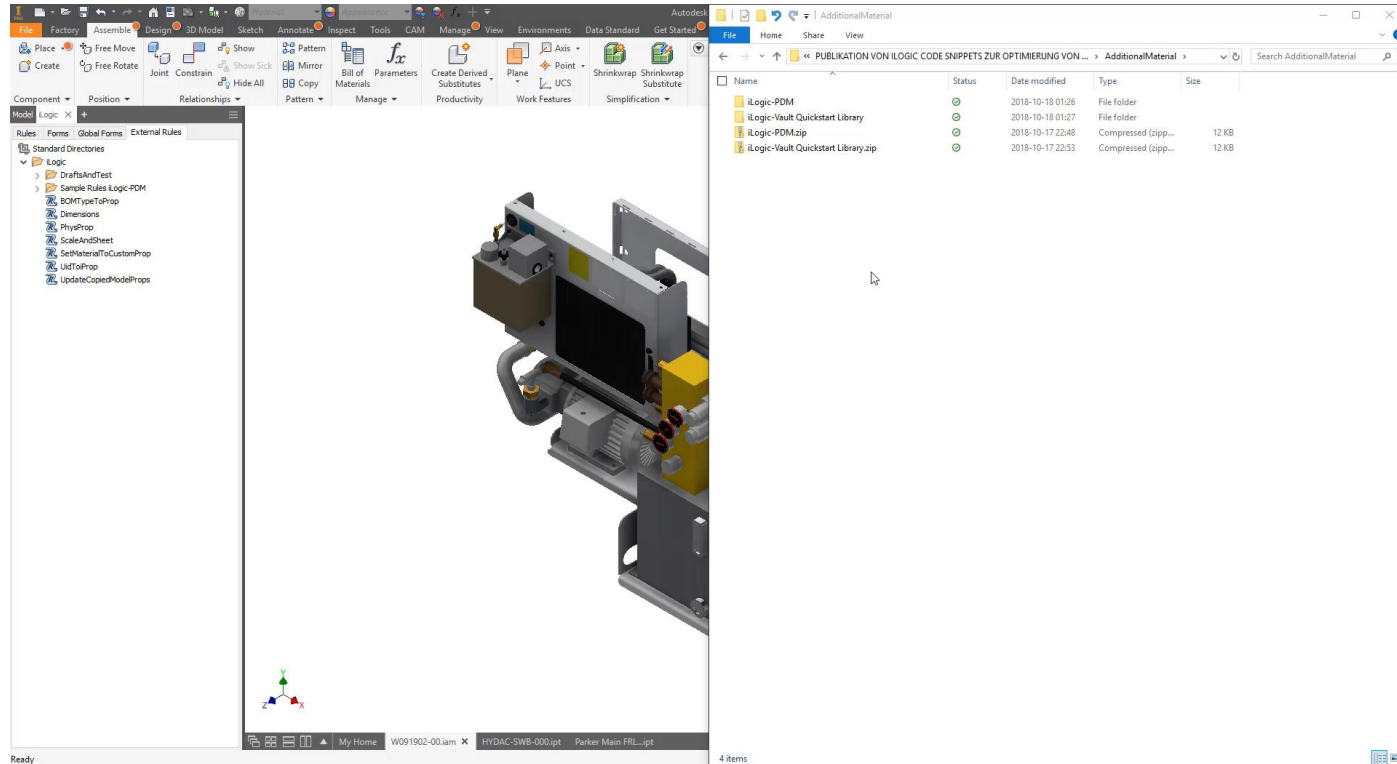 Material
Appearance
Autodesk
File Factory Assemble Design 3D Model Sketch Annotate Inspect Tools CAM Manage View Environments Data Standard Get Started
Place Free Move Show Pattern Axis
Create Free Rotate Joint Constrain Show Sick Mirror Bill of Materials Parameters Create Derived Substitutes Plane Point Shrinkwrap Shrinkwrap Substitute
Hide All Copy UCS
Component Position Relationships Pattern Manage Productivity Work Features Simplification
Model iLogic × +
Rules Forms Global Forms External Rules
Standard Directories
iLogic
DraftsAndTest
Sample Rules iLogic-PDM
BOMTypeToProp
Dimensions
PhysProp
ScaleAndSheet
SetMaterialToCustomProp
UidToiProp
UpdateCopiedModelProps
Y
Z X
My Home W091902-00.iam × HYDAC-SWB-000.ipt Parker Main FRL...ipt
Ready
AdditionalMaterial
File Home Share View
« PUBLIKATION VON ILOGIC CODE SNIPPETS ZUR OPTIMIERUNG VON ... › AdditionalMaterial › Search AdditionalMaterial
Name Status Date modified Type Size
iLogic-PDM 2018-10-18 01:26 File folder
iLogic-Vault Quickstart Library 2018-10-18 01:27 File folder
iLogic-PDM.zip 2018-10-17 22:48 Compressed (zipp... 12 KB
iLogic-Vault Quickstart Library.zip 2018-10-17 22:53 Compressed (zipp... 12 KB
4 items